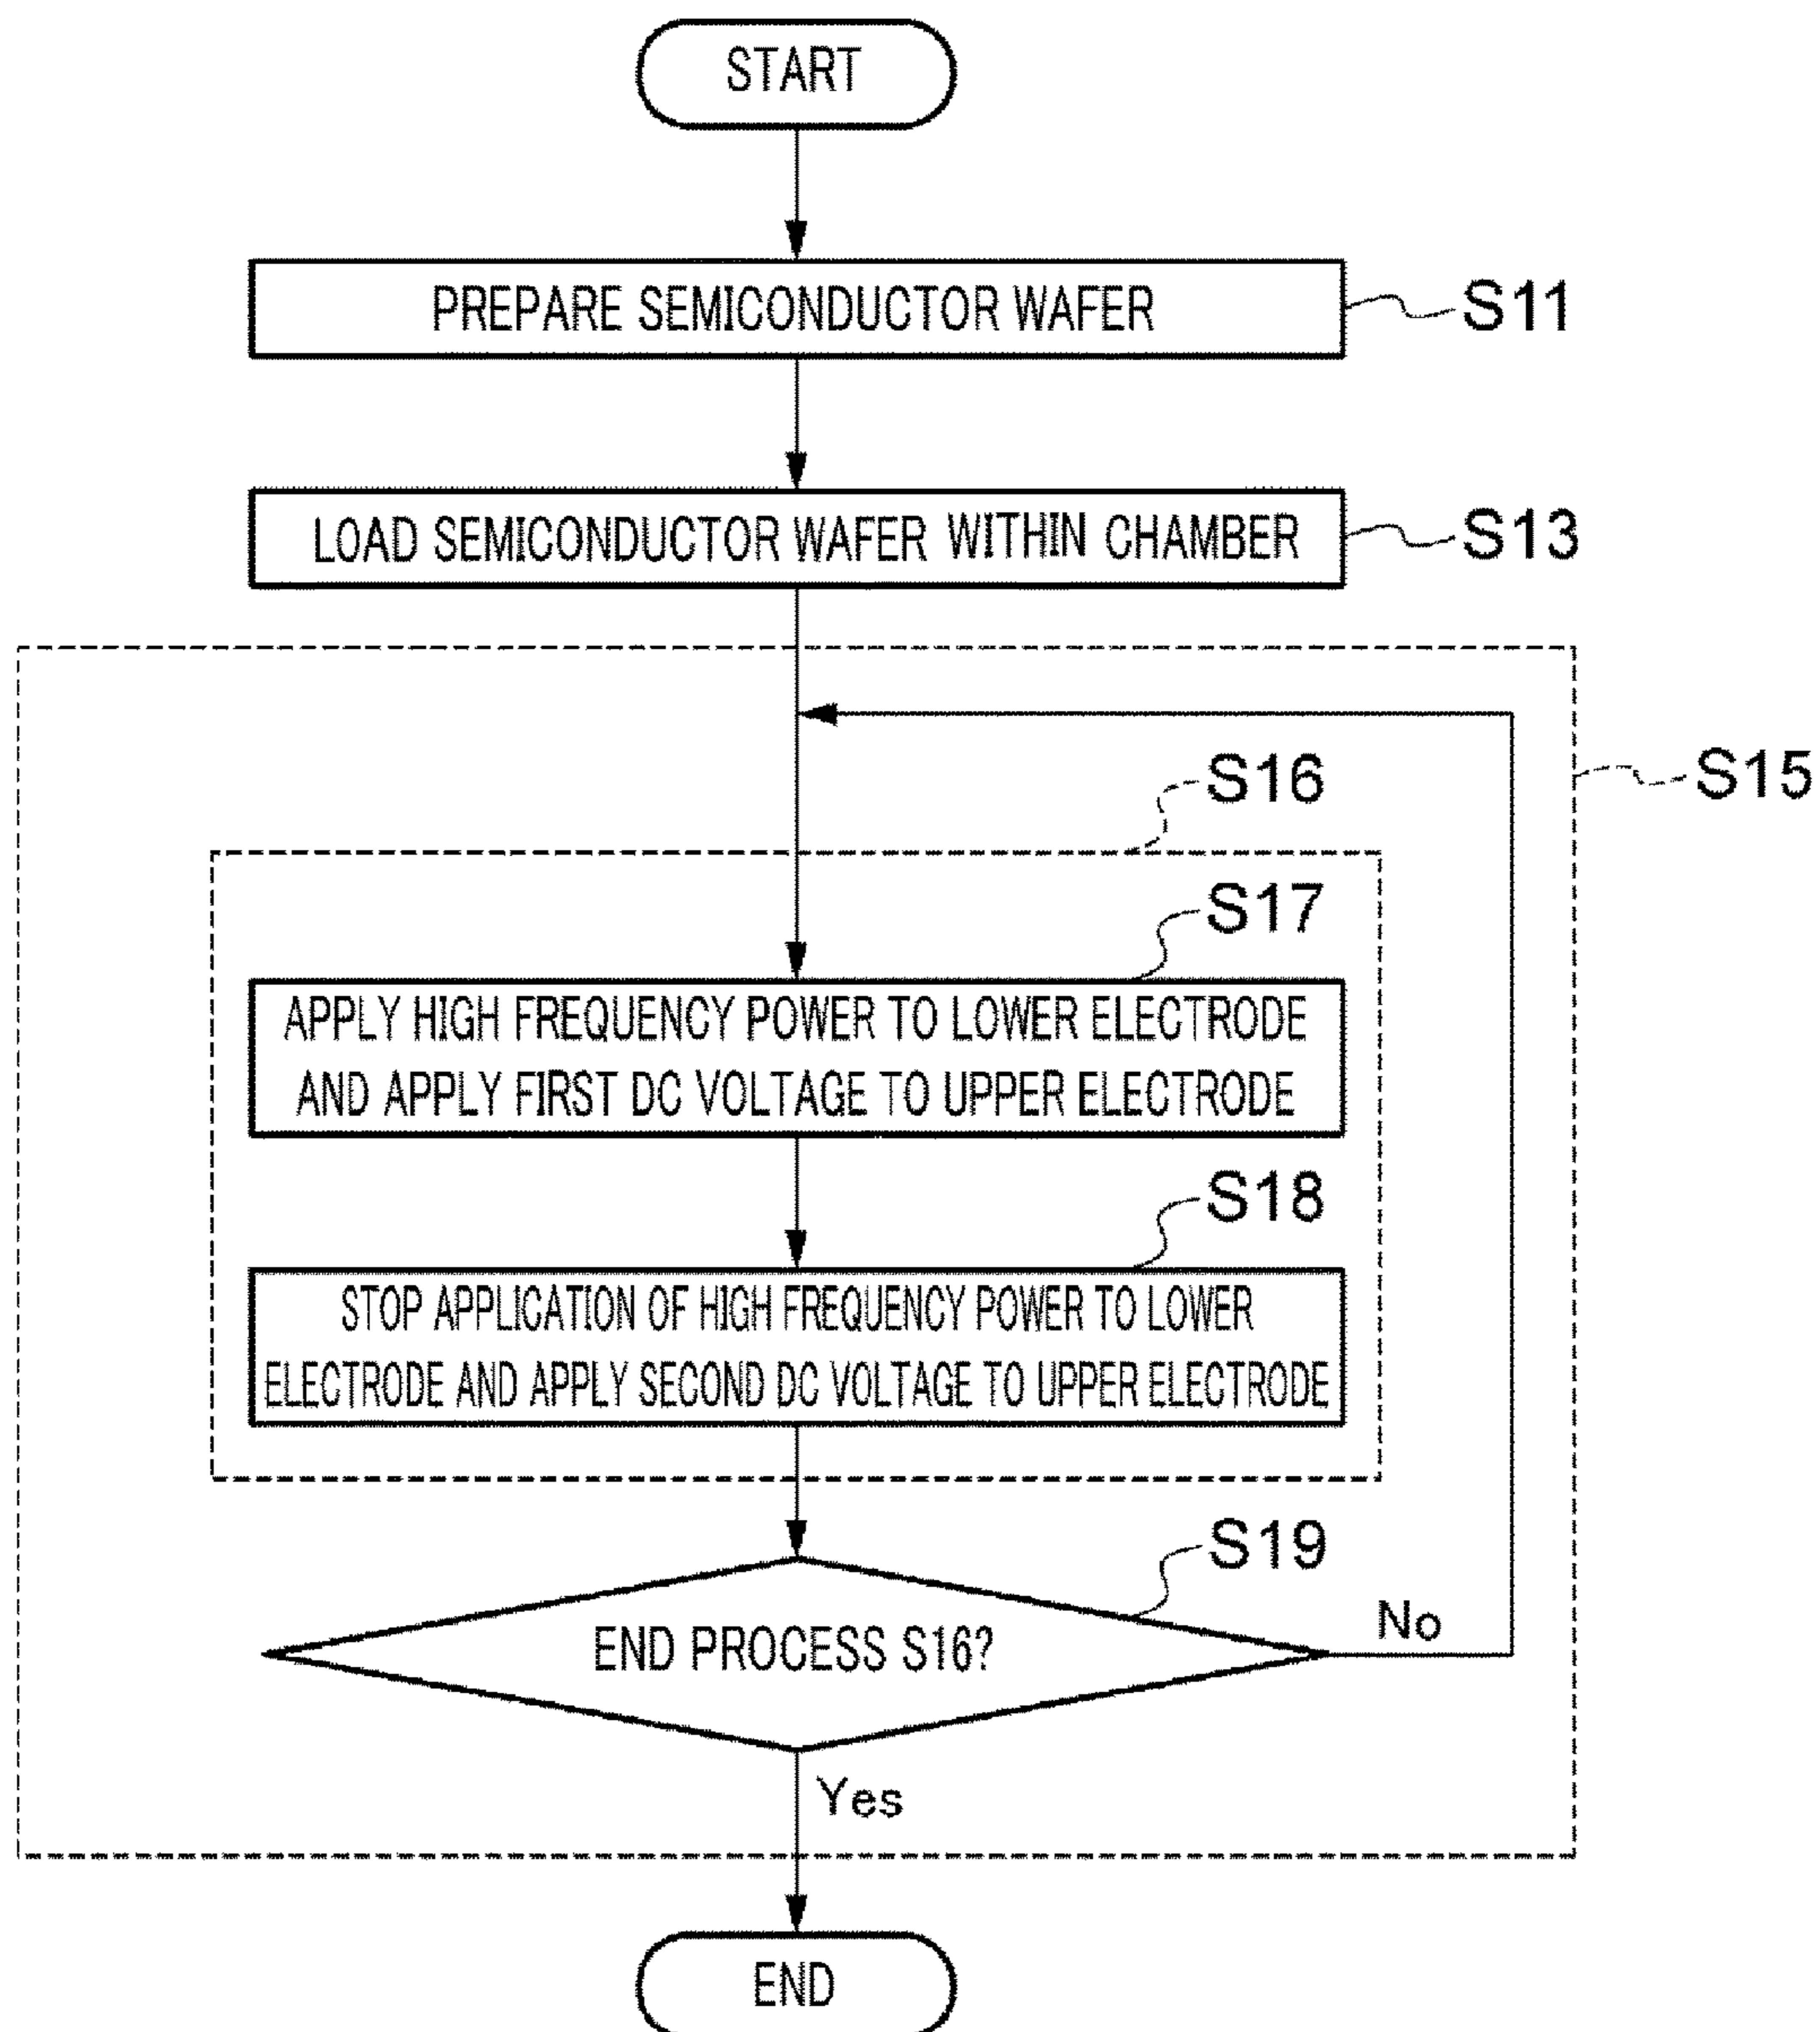 START
PREPARE SEMICONDUCTOR WAFER
S11
LOAD SEMICONDUCTOR WAFER WITHIN CHAMBER
S13
S15
S16
S17
APPLY HIGH FREQUENCY POWER TO LOWER ELECTRODE
AND APPLY FIRST DC VOLTAGE TO UPPER ELECTRODE
S18
STOP APPLICATION OF HIGH FREQUENCY POWER TO LOWER
ELECTRODE AND APPLY SECOND DC VOLTAGE TO UPPER ELECTRODE
S19
END PROCESS S16?
No
Yes
END